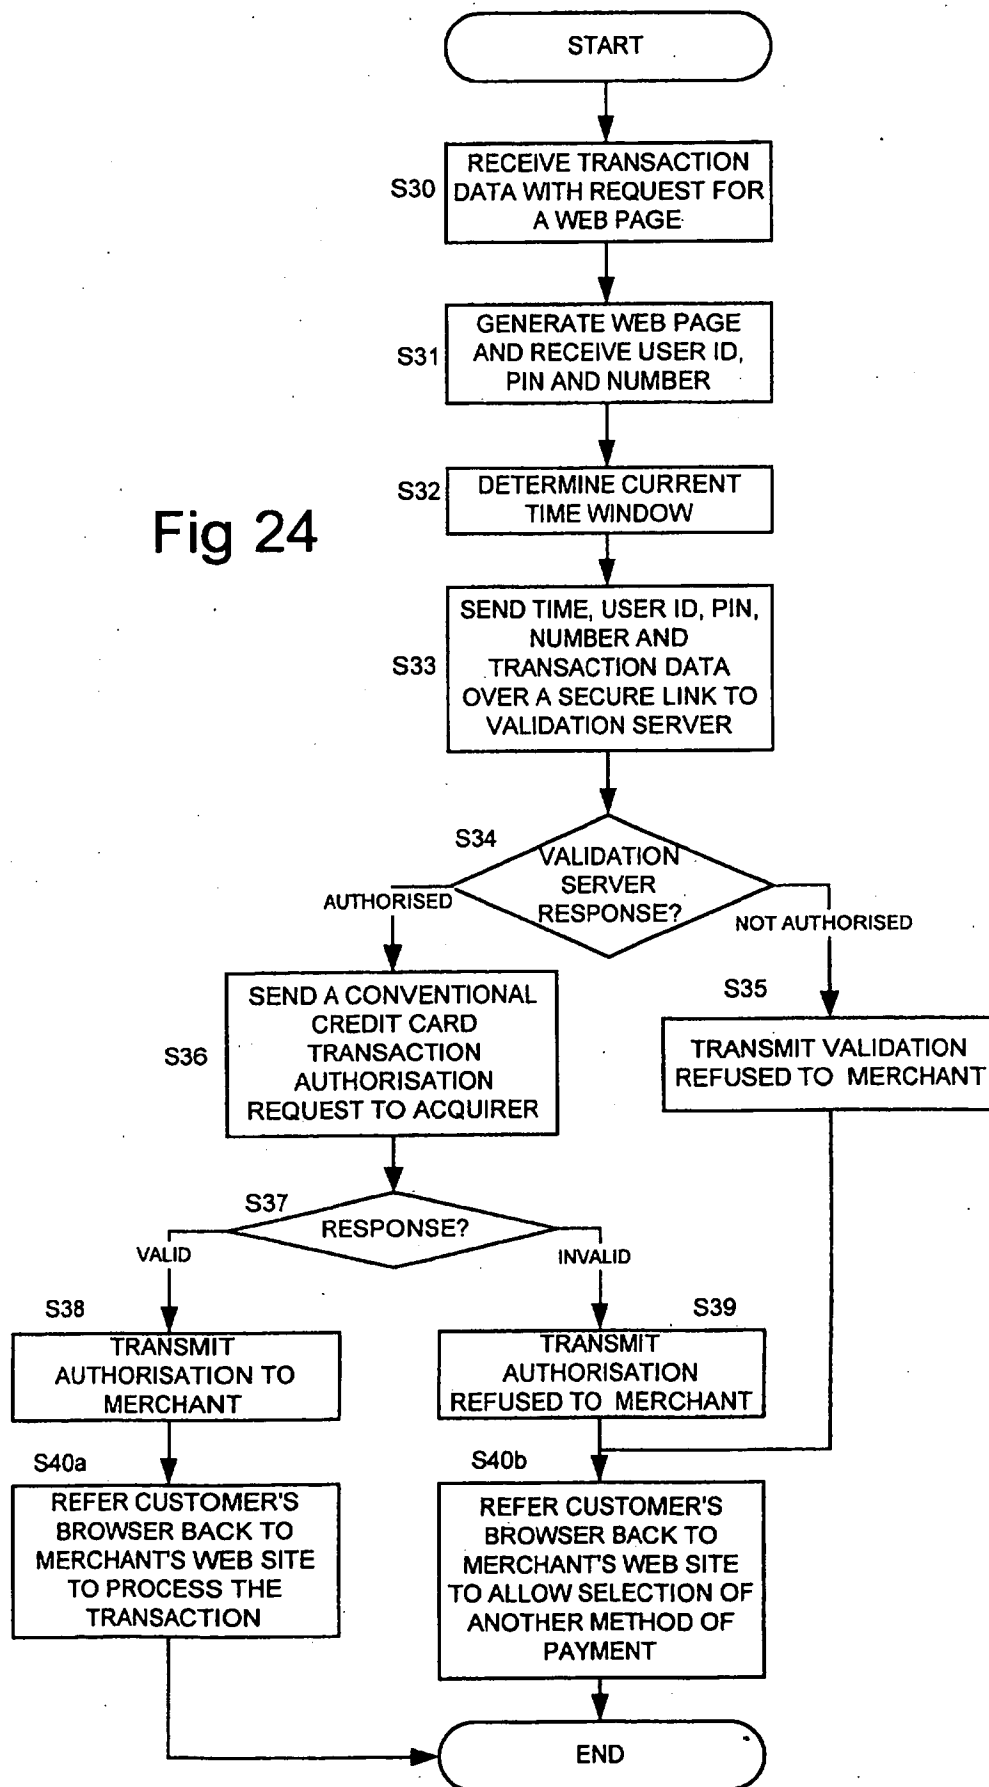 START
S30
RECEIVE TRANSACTION
DATA WITH REQUEST FOR
A WEB PAGE
S31
GENERATE WEB PAGE
AND RECEIVE USER ID,
PIN AND NUMBER
S32
DETERMINE CURRENT
TIME WINDOW
Fig 24
S33
SEND TIME, USER ID, PIN,
NUMBER AND
TRANSACTION DATA
OVER A SECURE LINK TO
VALIDATION SERVER
S34
VALIDATION
SERVER
RESPONSE?
AUTHORISED
NOT AUTHORISED
S36
SEND A CONVENTIONAL
CREDIT CARD
TRANSACTION
AUTHORISATION
REQUEST TO ACQUIRER
S35
TRANSMIT VALIDATION
REFUSED TO MERCHANT
S37
RESPONSE?
VALID
INVALID
S38
TRANSMIT
AUTHORISATION TO
MERCHANT
S39
TRANSMIT
AUTHORISATION
REFUSED TO MERCHANT
S40a
REFER CUSTOMER'S
BROWSER BACK TO
MERCHANT'S WEB SITE
TO PROCESS THE
TRANSACTION
S40b
REFER CUSTOMER'S
BROWSER BACK TO
MERCHANT'S WEB SITE
TO ALLOW SELECTION OF
ANOTHER METHOD OF
PAYMENT
END